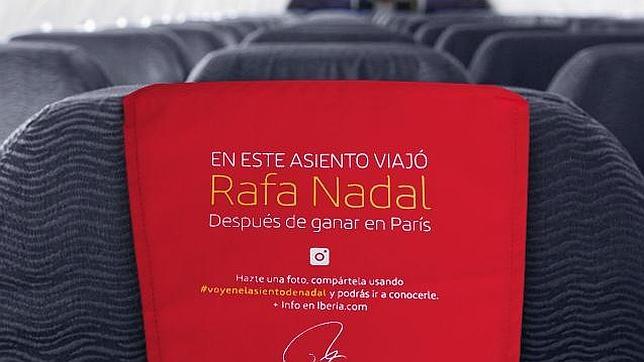 EN ESTE ASIENTO VIAJÓ
Rafa Nadal
Después de ganar en París
Hazte una foto, compártela usando
#voyenelasientodenadal y podrás ir a conocerle.
+ Info en Iberia.com